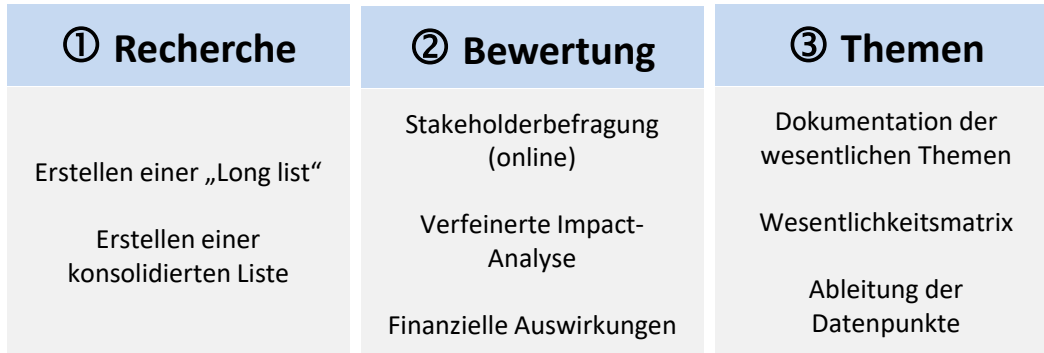 ① Recherche
Erstellen einer „Long list“
Erstellen einer
konsolidierten Liste
② Bewertung
Stakeholderbefragung
(online)
Verfeinerte Impact-
Analyse
Finanzielle Auswirkungen
③ Themen
Dokumentation der
wesentlichen Themen
Wesentlichkeitsmatrix
Ableitung der
Datenpunkte